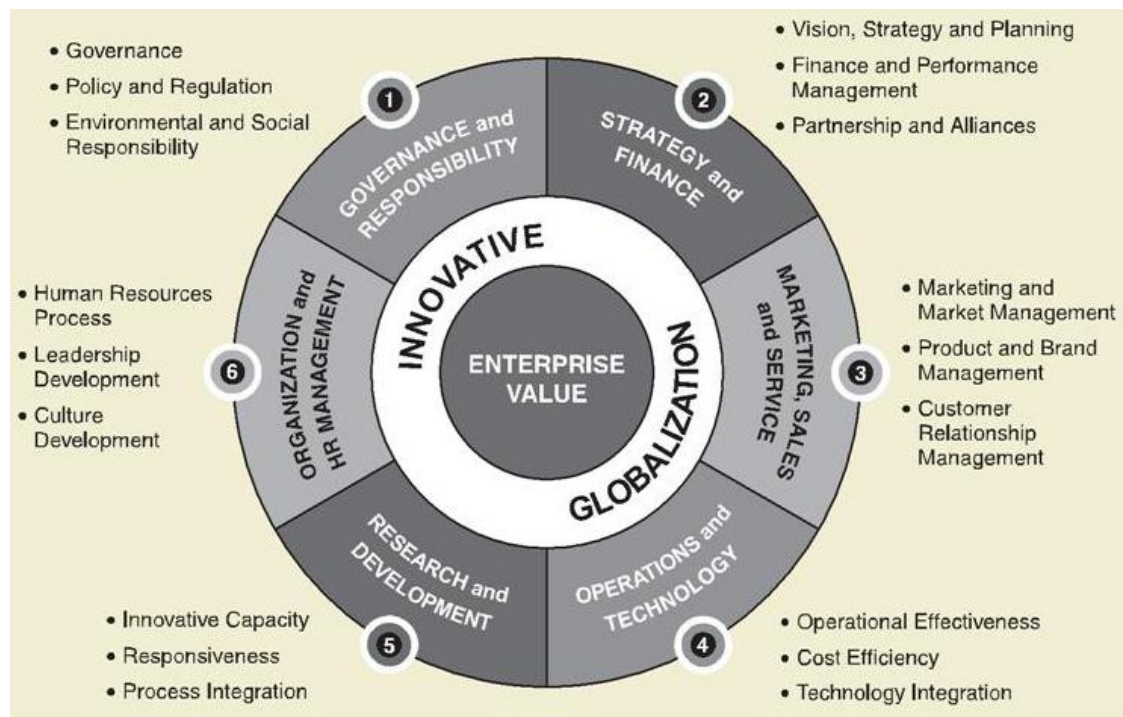 • Governance
• Policy and Regulation
• Environmental and Social
Responsibility
1
GOVERNANCE and
RESPONSIBILITY
• Vision, Strategy and Planning
• Finance and Performance
Management
• Partnership and Alliances
2
STRATEGY and
FINANCE
• Marketing and
Market Management
• Product and Brand
Management
• Customer
Relationship
Management
3
MARKETING, SALES
and SERVICE
• Operational Effectiveness
• Cost Efficiency
• Technology Integration
4
OPERATIONS and
TECHNOLOGY
• Innovative Capacity
• Responsiveness
• Process Integration
5
RESEARCH and
DEVELOPMENT
• Human Resources
Process
• Leadership
Development
• Culture
Development
6
ORGANIZATION and
HR MANAGEMENT
INNOVATIVE
GLOBALIZATION
ENTERPRISE
VALUE